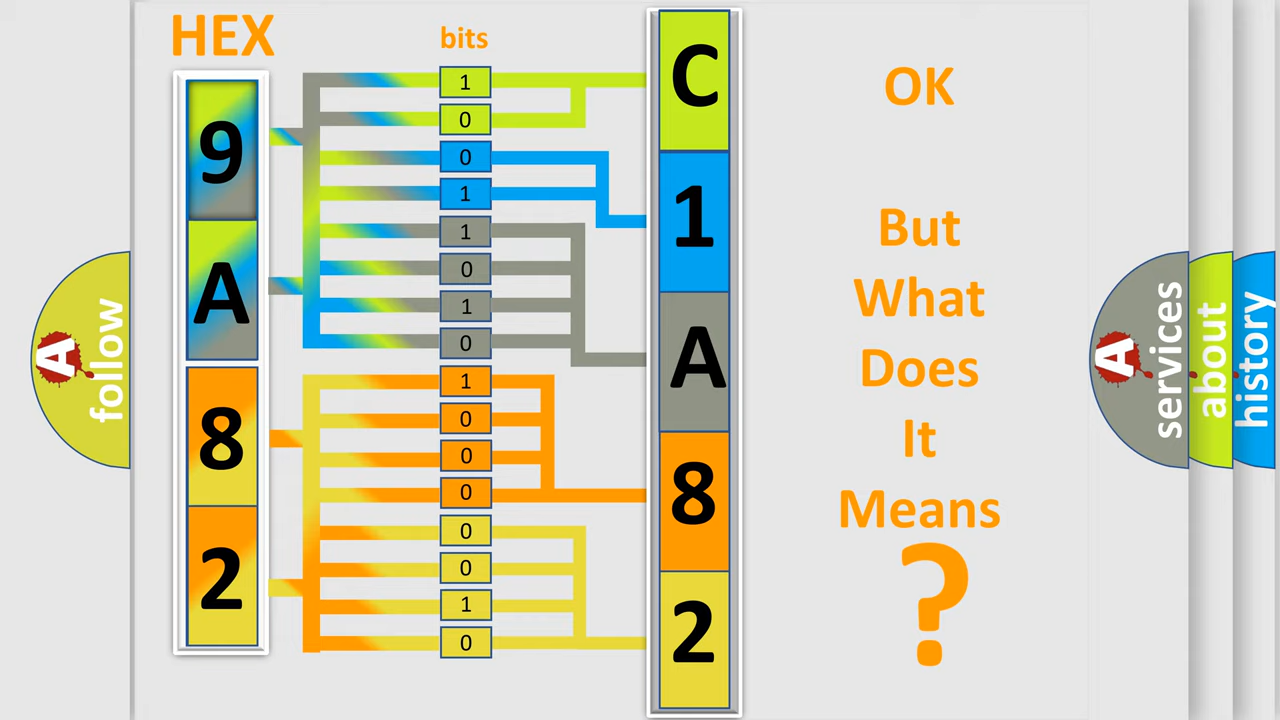 HEX
bits
9
A
8
2
1
0
0
1
1
0
1
0
1
0
0
0
0
0
1
0
C
1
A
8
2
OK
But
What
Does
It
Means
?
A
follow
A
services
about
history